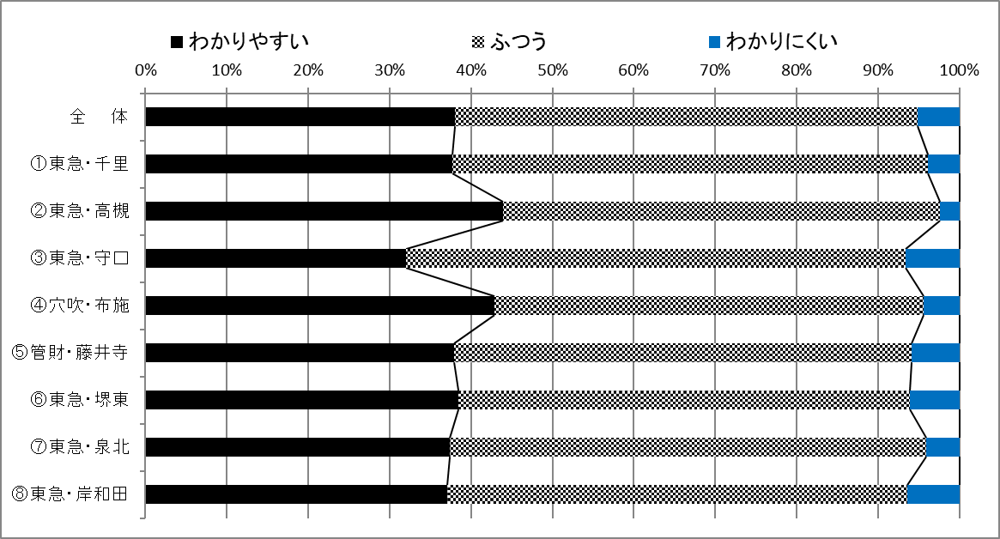 わかりやすい ふつう わかりにくい
0% 10% 20% 30% 40% 50% 60% 70% 80% 90% 100%
全 体
①東急・千里
②東急・高槻
③東急・守口
④穴吹・布施
⑤管財・藤井寺
⑥東急・堺東
⑦東急・泉北
⑧東急・岸和田